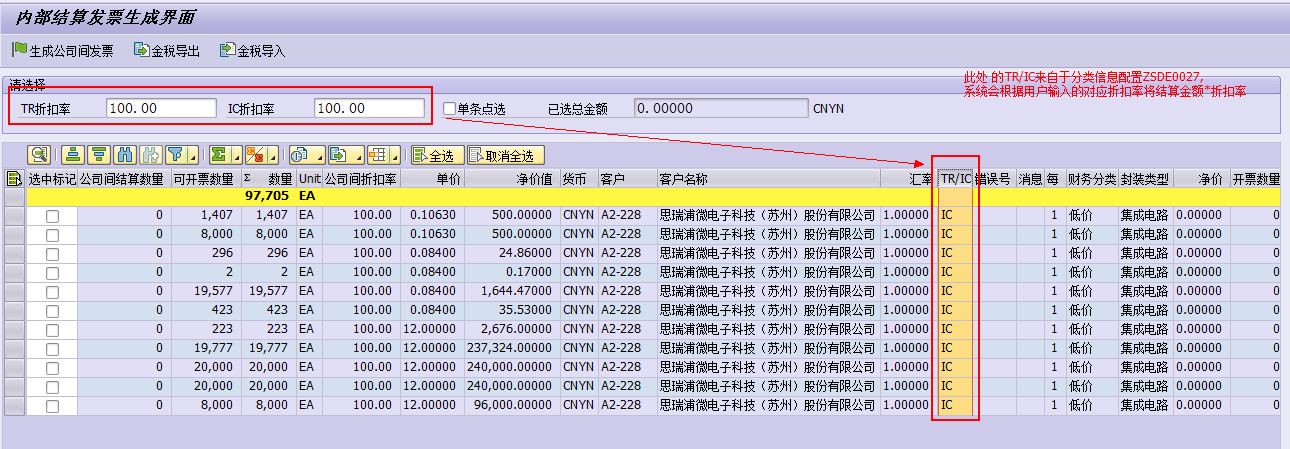 内部结算发票生成界面
生成公司间发票 金税导出 金税导入
请选择
此处 的TR/IC来自于分类信息配置ZSDE0027,
系统会根据用户输入的对应折扣率将结算金额*折扣率
TR折扣率 100.00 IC折扣率 100.00 单条点选 已选总金额 0.00000 CNYN
全选 取消全选
选中标记 公司间结算数量 可开票数量 Σ 数量 Unit 公司间折扣率 单价 净价值 货币 客户 客户名称 汇率 TR/IC 错误号 消息 每 财务分类 封装类型 净价 开票数量
97,705 EA
0 1,407 1,407 EA 100.00 0.10630 500.00000 CNYN A2-228 思瑞浦微电子科技（苏州）股份有限公司 1.00000 IC 1 低价 集成电路 0.00000 0
0 8,000 8,000 EA 100.00 0.10630 500.00000 CNYN A2-228 思瑞浦微电子科技（苏州）股份有限公司 1.00000 IC 1 低价 集成电路 0.00000 0
0 296 296 EA 100.00 0.08400 24.86000 CNYN A2-228 思瑞浦微电子科技（苏州）股份有限公司 1.00000 IC 1 低价 集成电路 0.00000 0
0 2 2 EA 100.00 0.08400 0.17000 CNYN A2-228 思瑞浦微电子科技（苏州）股份有限公司 1.00000 IC 1 低价 集成电路 0.00000 0
0 19,577 19,577 EA 100.00 0.08400 1,644.47000 CNYN A2-228 思瑞浦微电子科技（苏州）股份有限公司 1.00000 IC 1 低价 集成电路 0.00000 0
0 423 423 EA 100.00 0.08400 35.53000 CNYN A2-228 思瑞浦微电子科技（苏州）股份有限公司 1.00000 IC 1 低价 集成电路 0.00000 0
0 223 223 EA 100.00 12.00000 2,676.00000 CNYN A2-228 思瑞浦微电子科技（苏州）股份有限公司 1.00000 IC 1 低价 集成电路 0.00000 0
0 19,777 19,777 EA 100.00 12.00000 237,324.00000 CNYN A2-228 思瑞浦微电子科技（苏州）股份有限公司 1.00000 IC 1 低价 集成电路 0.00000 0
0 20,000 20,000 EA 100.00 12.00000 240,000.00000 CNYN A2-228 思瑞浦微电子科技（苏州）股份有限公司 1.00000 IC 1 低价 集成电路 0.00000 0
0 20,000 20,000 EA 100.00 12.00000 240,000.00000 CNYN A2-228 思瑞浦微电子科技（苏州）股份有限公司 1.00000 IC 1 低价 集成电路 0.00000 0
0 8,000 8,000 EA 100.00 12.00000 96,000.00000 CNYN A2-228 思瑞浦微电子科技（苏州）股份有限公司 1.00000 IC 1 低价 集成电路 0.00000 0